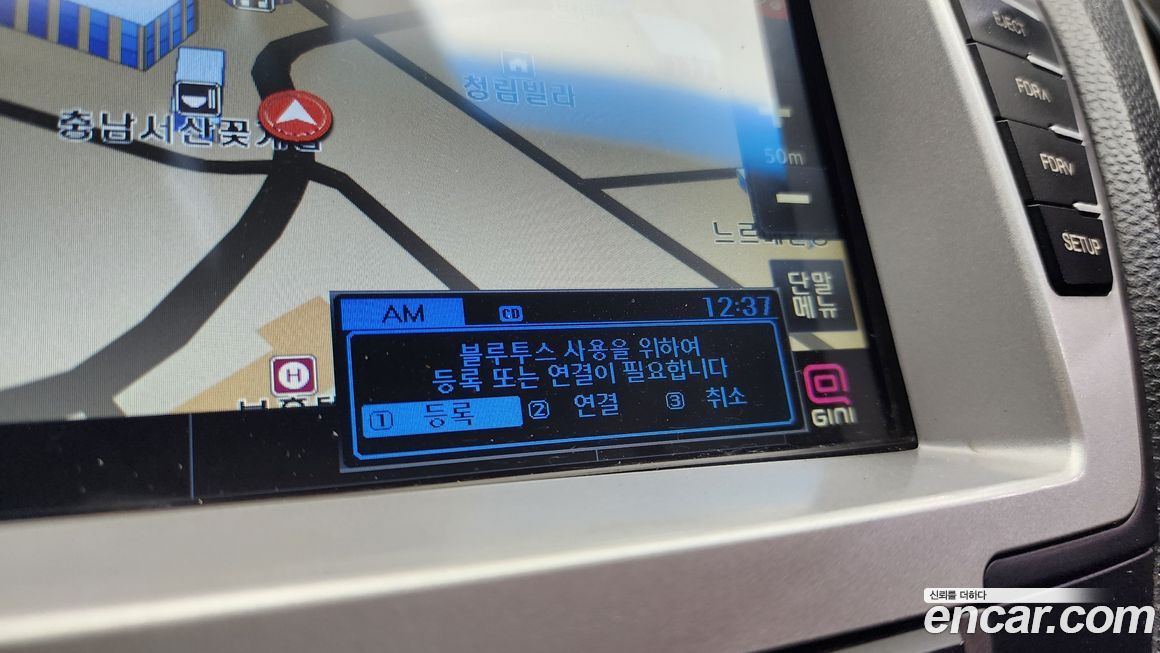 EJECT
FDR∧
FDR∨
SETUP
청림빌라
충남서산꽃게
50m
단말
메뉴
AM
CD
12:37
블루투스 사용을 위하여
등록 또는 연결이 필요합니다
1 등록 2 연결 3 취소
H
GINI
신뢰를 더하다
encar.com